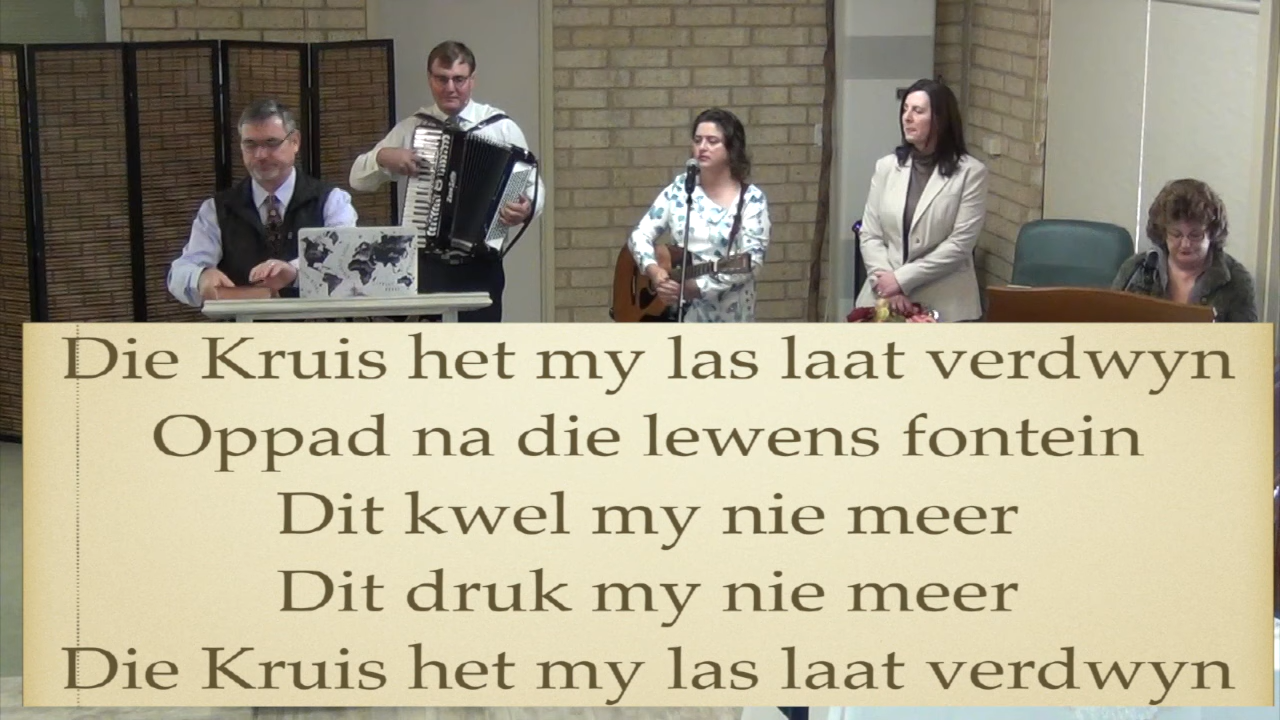 Die Kruis het my las laat verdwyn
Oppad na die lewens fontein
Dit kwel my nie meer
Dit druk my nie meer
Die Kruis het my las laat verdwyn